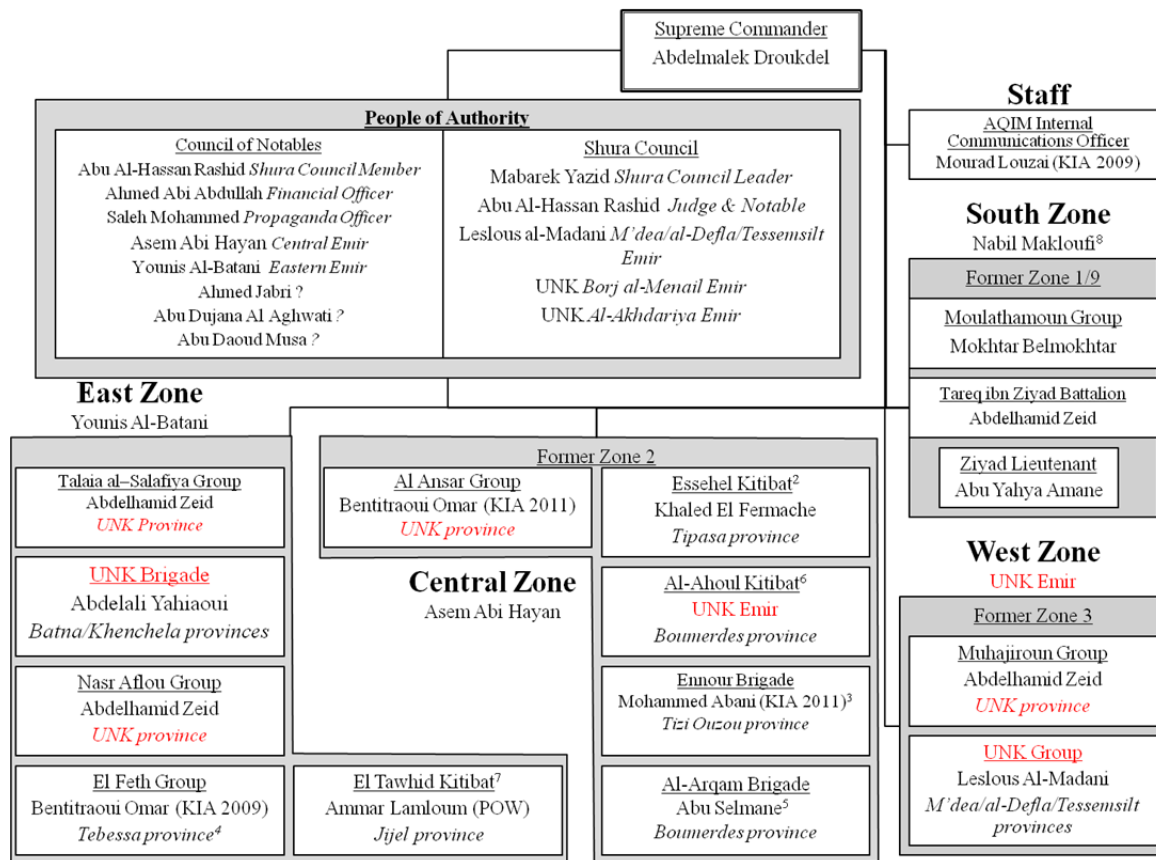 Supreme Commander
Abdelmalek Droukdel
People of Authority
Council of Notables
Abu Al-Hassan Rashid Shura Council Member
Ahmed Abi Abdullah Financial Officer
Saleh Mohammed Propaganda Officer
Asem Abi Hayan Central Emir
Younis Al-Batani Eastern Emir
Ahmed Jabri ?
Abu Dujana Al Aghwati ?
Abu Daoud Musa ?
Shura Council
Mabarek Yazid Shura Council Leader
Abu Al-Hassan Rashid Judge & Notable
Leslous al-Madani M'dea/al-Defla/Tessemsilt
Emir
UNK Borj al-Menail Emir
UNK Al-Akhdariya Emir
Staff
AQIM Internal
Communications Officer
Mourad Louzai (KIA 2009)
South Zone
Nabil Makloufi⁸
Former Zone 1/9
Moulathamoun Group
Mokhtar Belmokhtar
Tareq ibn Ziyad Battalion
Abdelhamid Zeid
Ziyad Lieutenant
Abu Yahya Amane
East Zone
Younis Al-Batani
Talaia al–Salafiya Group
Abdelhamid Zeid
UNK Province
UNK Brigade
Abdelali Yahiaoui
Batna/Khenchela provinces
Nasr Aflou Group
Abdelhamid Zeid
UNK province
El Feth Group
Bentitraoui Omar (KIA 2009)
Tebessa province⁴
El Tawhid Kitibat⁷
Ammar Lamloum (POW)
Jijel province
Former Zone 2
Al Ansar Group
Bentitraoui Omar (KIA 2011)
UNK province
Central Zone
Asem Abi Hayan
Essehel Kitibat²
Khaled El Fermache
Tipasa province
Al-Ahoul Kitibat⁶
UNK Emir
Boumerdes province
Ennour Brigade
Mohammed Abani (KIA 2011)³
Tizi Ouzou province
Al-Arqam Brigade
Abu Selmane⁵
Boumerdes province
West Zone
UNK Emir
Former Zone 3
Muhajiroun Group
Abdelhamid Zeid
UNK province
UNK Group
Leslous Al-Madani
M'dea/al-Defla/Tessemsilt
provinces